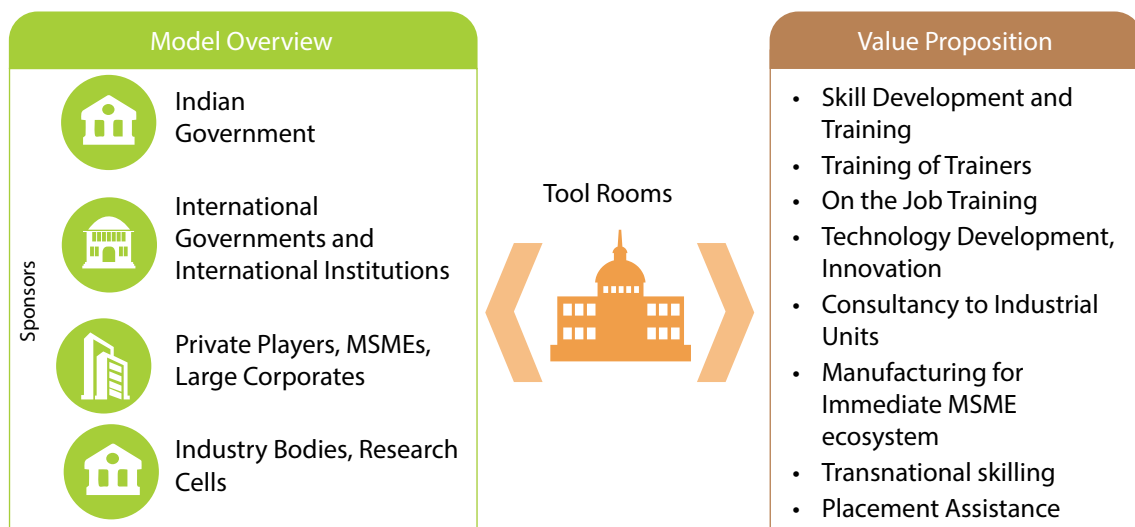 Model Overview
Sponsors
Indian
Government
International
Governments and
International Institutions
Private Players, MSMEs,
Large Corporates
Industry Bodies, Research
Cells
Tool Rooms
Value Proposition
• Skill Development and
Training
• Training of Trainers
• On the Job Training
• Technology Development,
Innovation
• Consultancy to Industrial
Units
• Manufacturing for
Immediate MSME
ecosystem
• Transnational skilling
• Placement Assistance